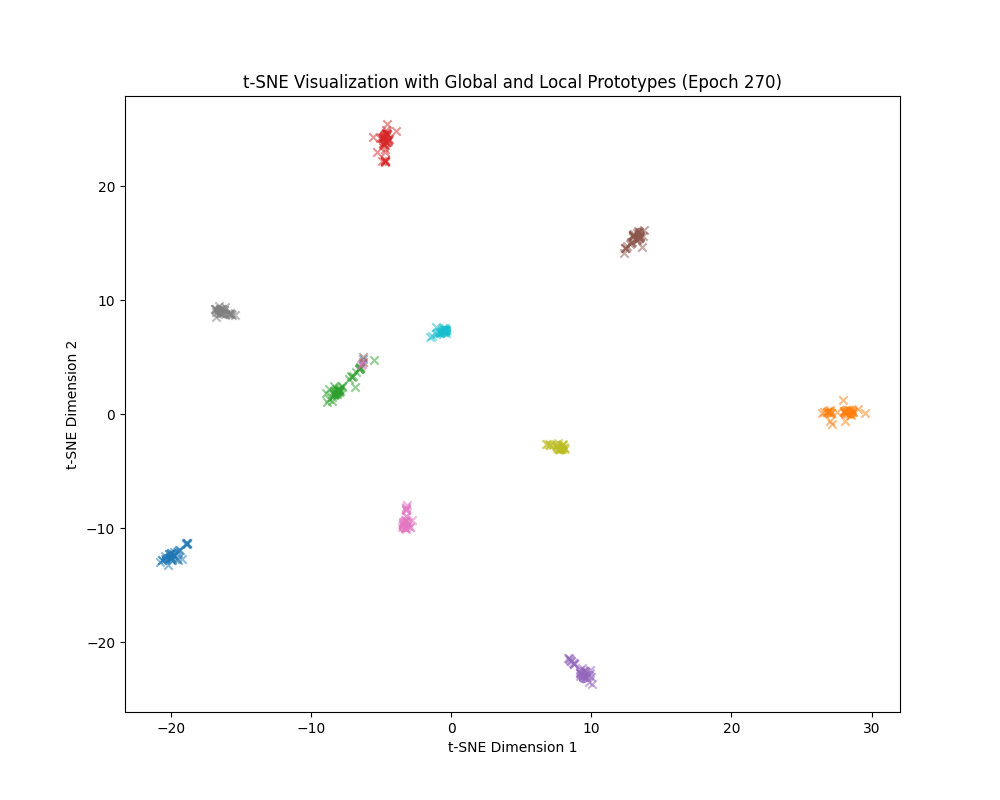 t-SNE Visualization with Global and Local Prototypes (Epoch 270)
20
10
0
−10
−20
t-SNE Dimension 2
−20 −10 0 10 20 30
t-SNE Dimension 1